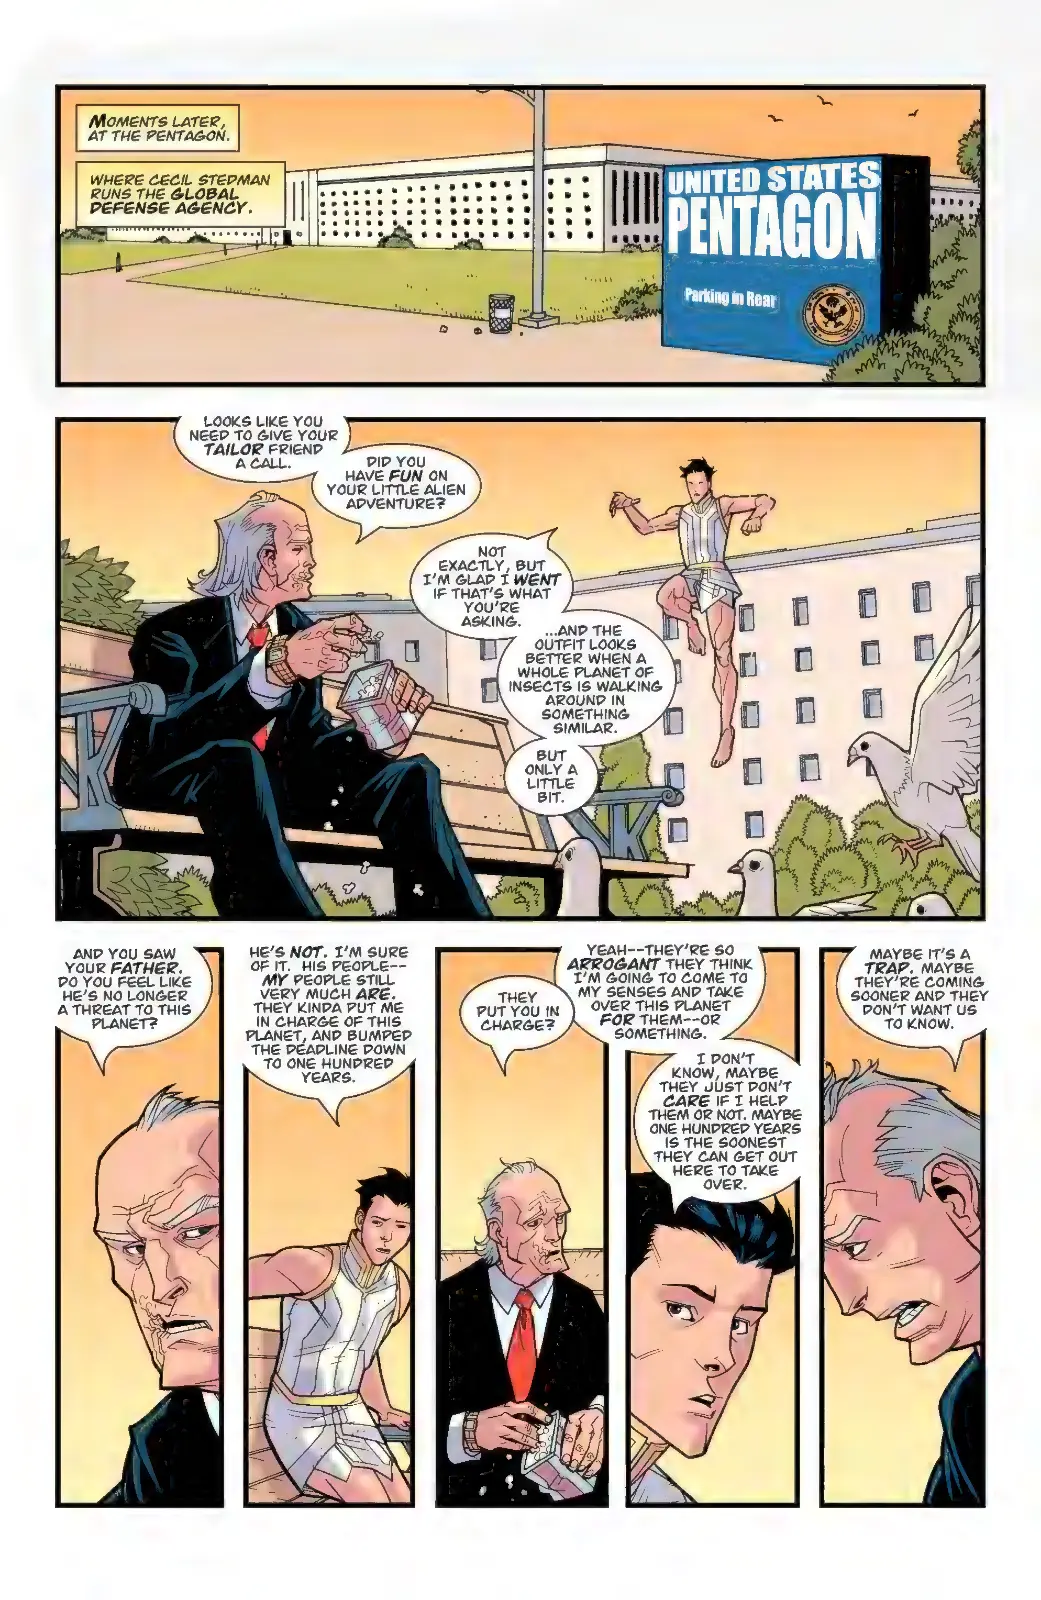 MOMENTS LATER,
AT THE PENTAGON.
WHERE CECIL STEDMAN
RUNS THE GLOBAL
DEFENSE AGENCY.
UNITED STATES
PENTAGON
Parking in Rear
LOOKS LIKE YOU
NEED TO GIVE YOUR
TAILOR FRIEND
A CALL.
DID YOU
HAVE FUN ON
YOUR LITTLE ALIEN
ADVENTURE?
NOT
EXACTLY, BUT
I'M GLAD I WENT
IF THAT'S WHAT
YOU'RE
ASKING.
...AND THE
OUTFIT LOOKS
BETTER WHEN A
WHOLE PLANET OF
INSECTS IS WALKING
AROUND IN
SOMETHING
SIMILAR.
BUT
ONLY A
LITTLE
BIT.
AND YOU SAW
YOUR FATHER.
DO YOU FEEL LIKE
HE'S NO LONGER
A THREAT TO THIS
PLANET?
HE'S NOT. I'M SURE
OF IT. HIS PEOPLE--
MY PEOPLE STILL
VERY MUCH ARE.
THEY KINDA PUT ME
IN CHARGE OF THIS
PLANET, AND BUMPED
THE DEADLINE DOWN
TO ONE HUNDRED
YEARS.
THEY
PUT YOU IN
CHARGE?
YEAH--THEY'RE SO
ARROGANT THEY THINK
I'M GOING TO COME TO
MY SENSES AND TAKE
OVER THIS PLANET
FOR THEM--OR
SOMETHING.
I DON'T
KNOW, MAYBE
THEY JUST DON'T
CARE IF I HELP
THEM OR NOT. MAYBE
ONE HUNDRED YEARS
IS THE SOONEST
THEY CAN GET OUT
HERE TO TAKE
OVER.
MAYBE IT'S A
TRAP. MAYBE
THEY'RE COMING
SOONER AND THEY
DON'T WANT US
TO KNOW.